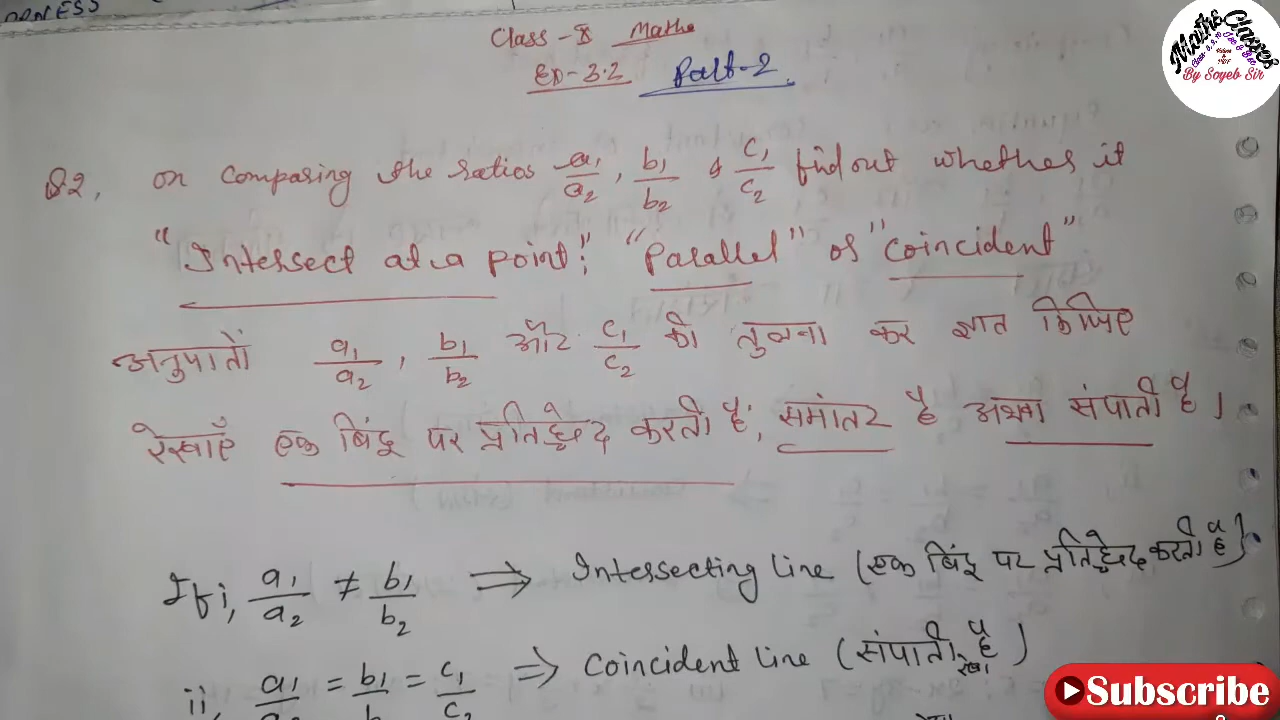 Class - X Maths
Ex - 3.2 Part - 2
Maths Classes
By Soyeb Sir
Q2, On comparing the ratios a1/a2, b1/b2 & c1/c2 find out whether it
"Intersect at a point", "Parallel" or "Coincident"
अनुपातों a1/a2, b1/b2 और c1/c2 की तुलना कर ज्ञात किजिए
रेखाएँ एक बिंदू पर प्रतिछेद करती है, समांतर है अथवा संपाती है।
If i, a1/a2 ≠ b1/b2 ⇒ Intersecting line (एक बिंदू पर प्रतिछेद करती है)
ii, a1/a2 = b1/b = c1/c2 ⇒ Coincident line (संपाती रेखा है)
Subscribe